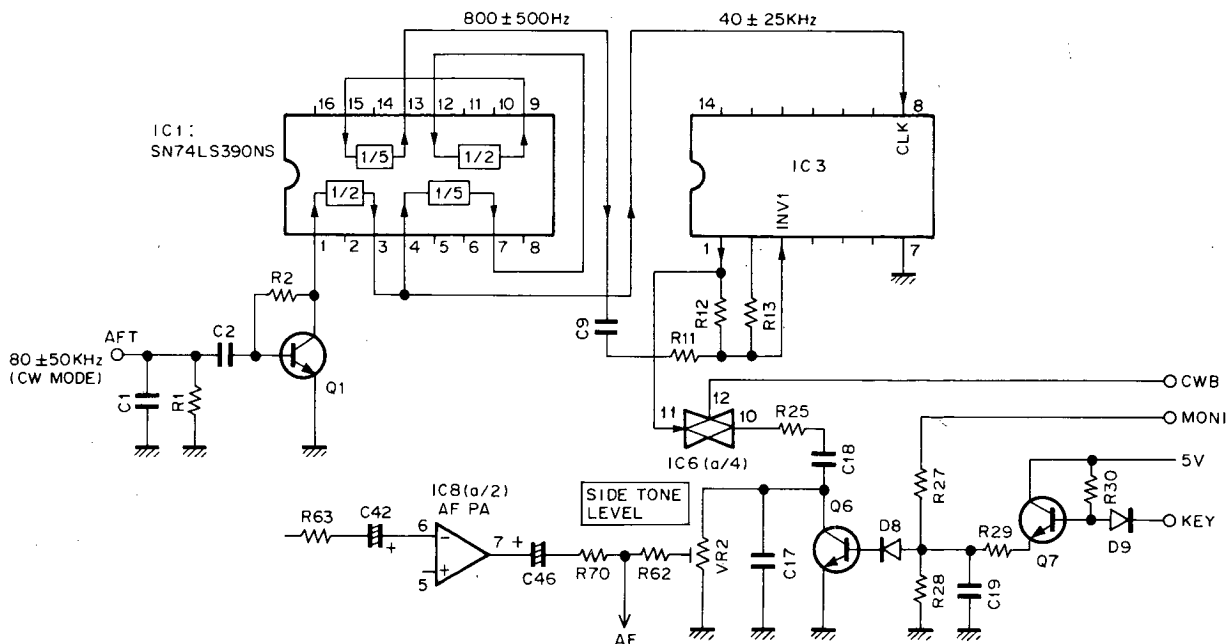 800±500Hz
40±25KHz
16 15 14 13 12 11 10 9
14 8
IC1:
SN74LS390NS
1/5
1/2
CLK
IC3
1/2
1/5
INV1
1 2 3 4 5 6 7 8
1 7
R2
R12
R13
C9
R11
AFT
C2
80±50KHz
(CW MODE)
Q1
C1
R1
12
CWB
11
10
R25
MONI
IC6(a/4)
C18
5V
IC8(a/2)
AF PA
SIDE TONE
LEVEL
R27
R30
Q6
R63
C42
+
6
-
7
+
D8
KEY
R29
D9
Q7
+
5
C46
R70
R62
VR2
C17
R28
C19
AF